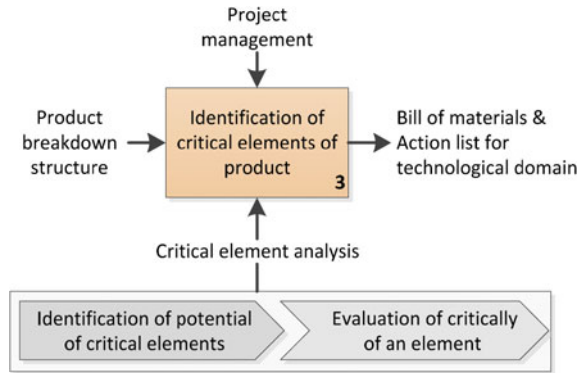 Project
management
Product
breakdown
structure
Identification of
critical elements of
product
3
Bill of materials &
Action list for
technological domain
Critical element analysis
Identification of potential
of critical elements
Evaluation of critically
of an element